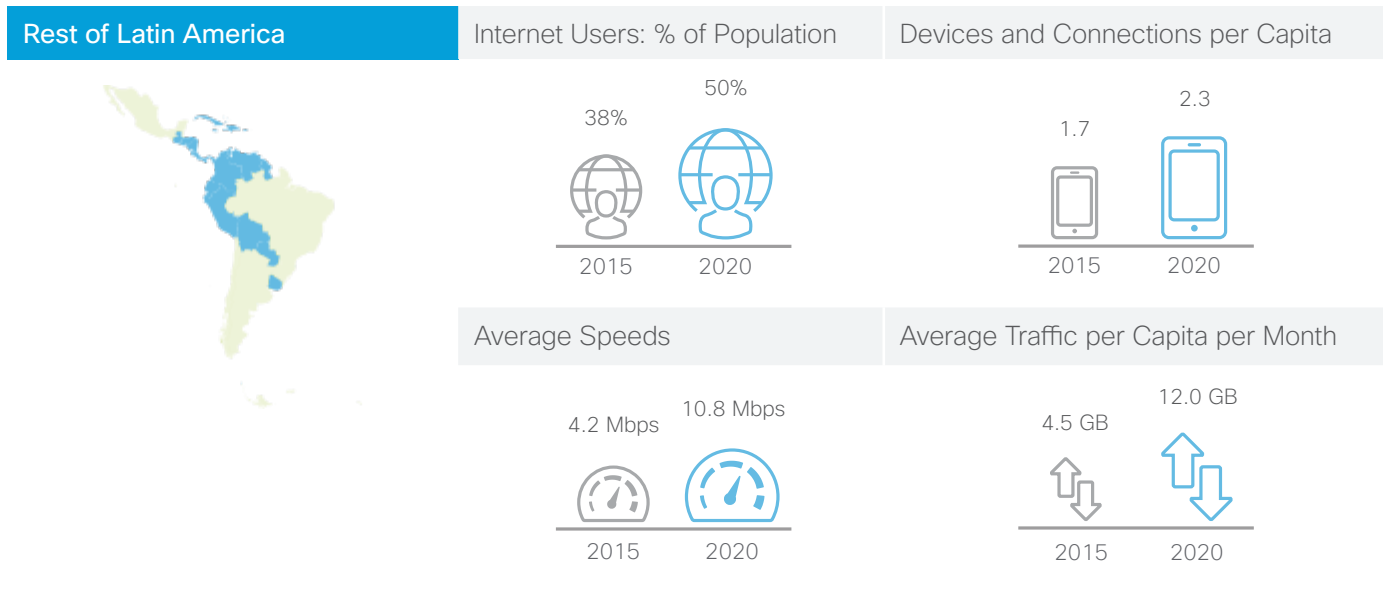 Rest of Latin America
Internet Users: % of Population
Devices and Connections per Capita
38%
50%
2015
2020
1.7
2.3
2015
2020
Average Speeds
Average Traffic per Capita per Month
4.2 Mbps
10.8 Mbps
2015
2020
4.5 GB
12.0 GB
2015
2020